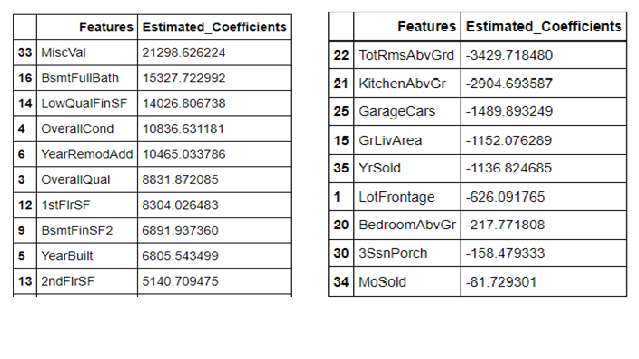 Features Estimated_Coefficients
33 MiscVal 21298.626224
16 BsmtFullBath 15327.722992
14 LowQualFinSF 14026.806738
4 OverallCond 10836.631181
6 YearRemodAdd 10465.033786
3 OverallQual 8831.872085
12 1stFlrSF 8304.026483
9 BsmtFinSF2 6891.937360
5 YearBuilt 6805.543499
13 2ndFlrSF 5140.709475
Features Estimated_Coefficients
22 TotRmsAbvGrd -3429.718480
21 KitchenAbvGr -2904.693587
25 GarageCars -1489.893249
15 GrLivArea -1152.076289
35 YrSold -1136.824685
1 LotFrontage -626.091765
20 BedroomAbvGr -217.771808
30 3SsnPorch -158.479333
34 MoSold -81.729301